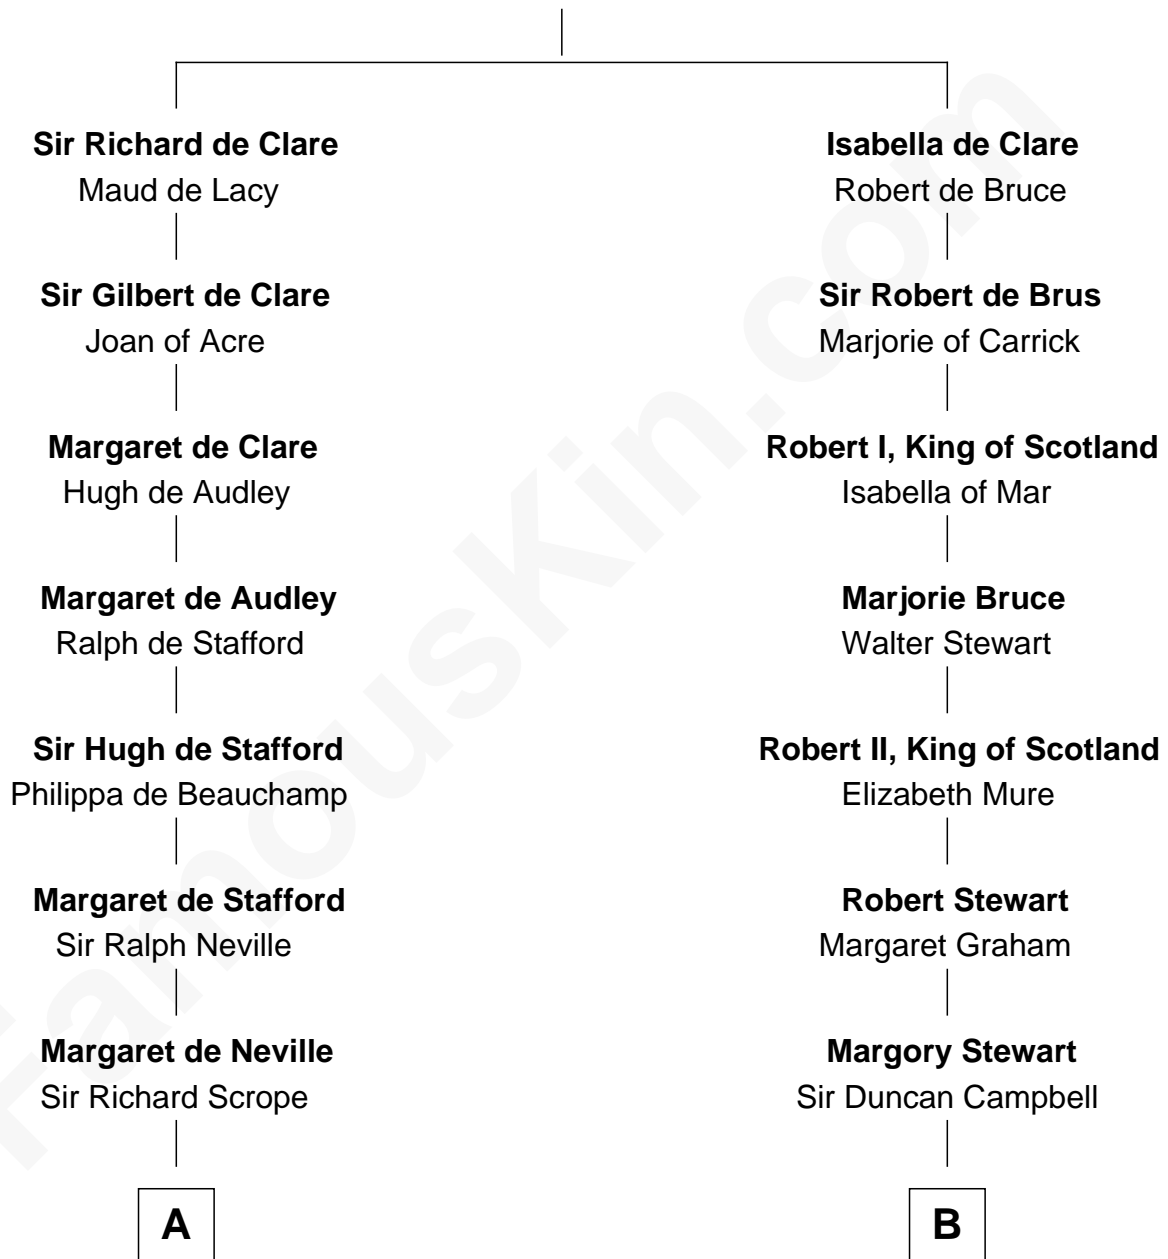 Sir Richard de Clare
Maud de Lacy
Isabella de Clare
Robert de Bruce
Sir Gilbert de Clare
Joan of Acre
Sir Robert de Brus
Marjorie of Carrick
Margaret de Clare
Hugh de Audley
Robert I, King of Scotland
Isabella of Mar
Margaret de Audley
Ralph de Stafford
Marjorie Bruce
Walter Stewart
Sir Hugh de Stafford
Philippa de Beauchamp
Robert II, King of Scotland
Elizabeth Mure
Margaret de Stafford
Sir Ralph Neville
Robert Stewart
Margaret Graham
Margaret de Neville
Sir Richard Scrope
Margory Stewart
Sir Duncan Campbell
A
B
FamousKin.com